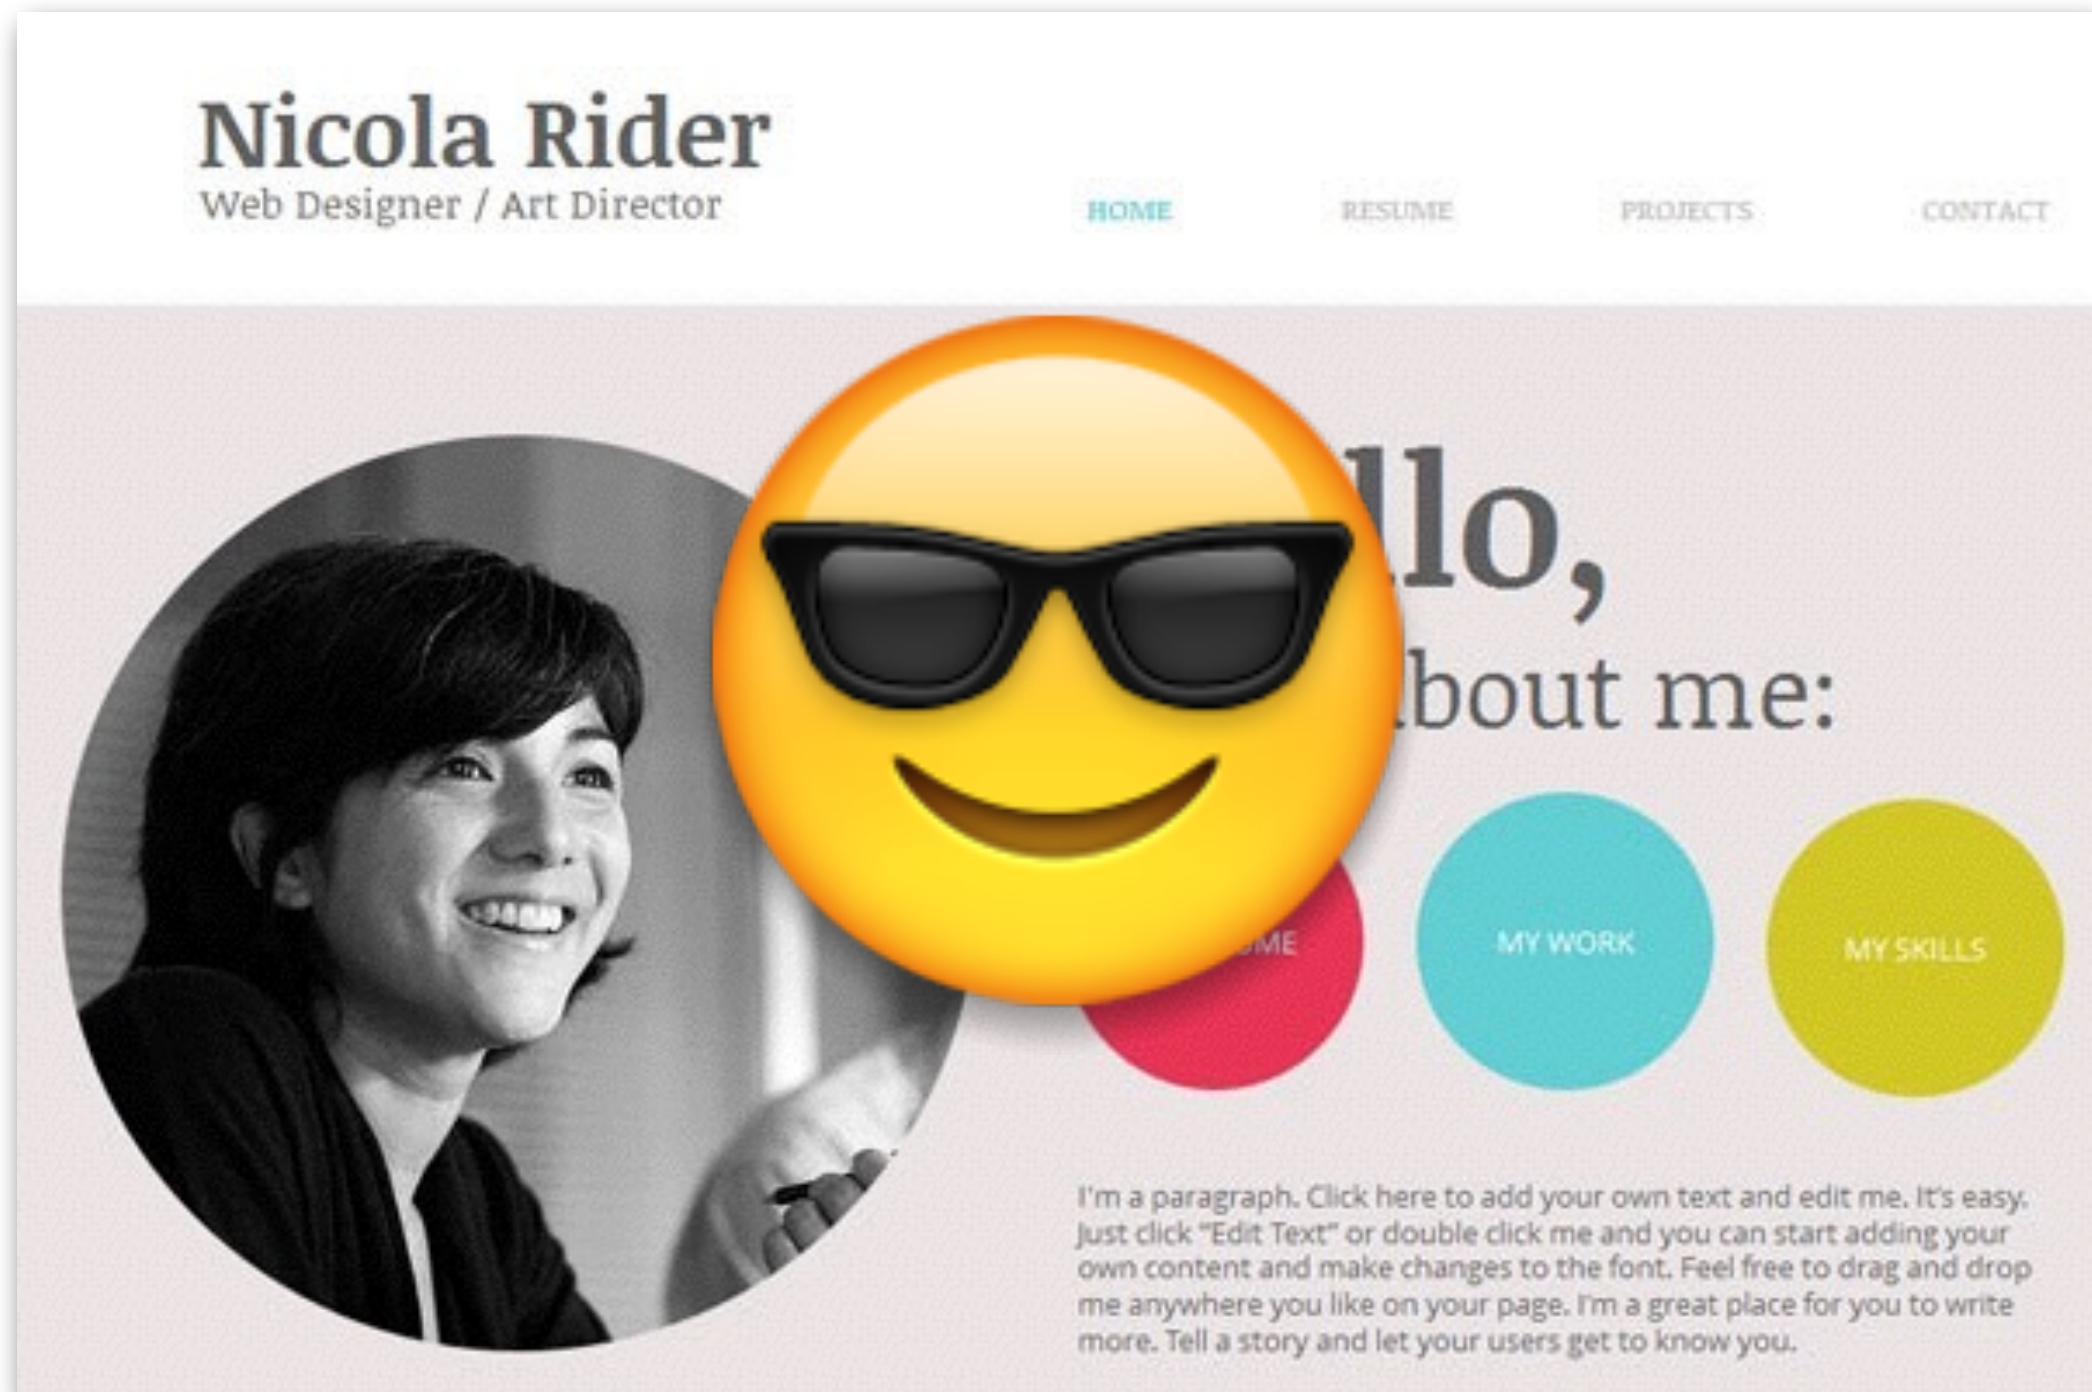 Nicola Rider
Web Designer / Art Director
HOME RESUME PROJECTS CONTACT
llo,
bout me:
UME
MY WORK
MY SKILLS
I'm a paragraph. Click here to add your own text and edit me. It's easy.
Just click “Edit Text” or double click me and you can start adding your
own content and make changes to the font. Feel free to drag and drop
me anywhere you like on your page. I'm a great place for you to write
more. Tell a story and let your users get to know you.